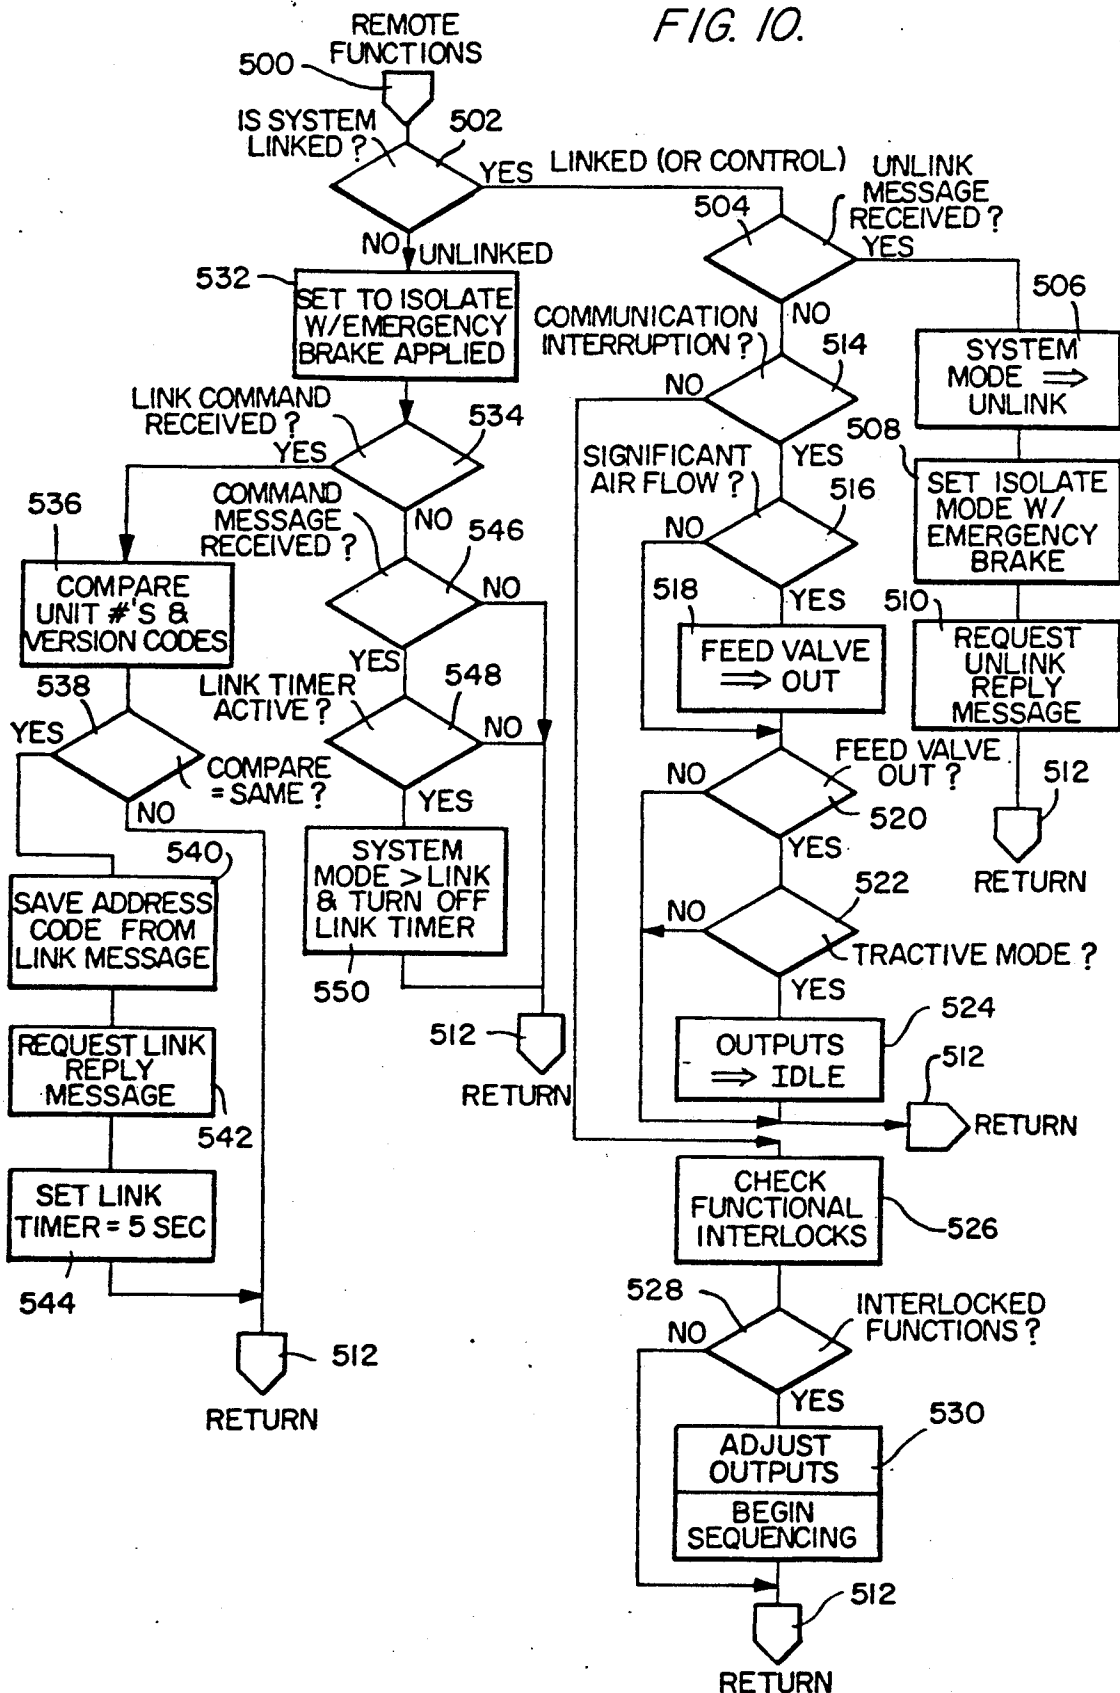 FIG. 10.
REMOTE
FUNCTIONS
500
IS SYSTEM
LINKED ?
502
YES
LINKED (OR CONTROL)
NO
UNLINKED
532
SET TO ISOLATE
W/EMERGENCY
BRAKE APPLIED
LINK COMMAND
RECEIVED ?
534
YES
NO
536
COMPARE
UNIT #'S &
VERSION CODES
538
YES
COMPARE
=SAME ?
NO
540
SAVE ADDRESS
CODE FROM
LINK MESSAGE
REQUEST LINK
REPLY
MESSAGE
542
SET LINK
TIMER = 5 SEC
544
512
RETURN
COMMAND
MESSAGE
RECEIVED ?
546
NO
YES
LINK TIMER
ACTIVE ?
548
NO
YES
SYSTEM
MODE > LINK
& TURN OFF
LINK TIMER
550
512
RETURN
504
UNLINK
MESSAGE
RECEIVED ?
YES
NO
506
SYSTEM
MODE ⇒
UNLINK
508
SET ISOLATE
MODE W/
EMERGENCY
BRAKE
510
REQUEST
UNLINK
REPLY
MESSAGE
512
RETURN
COMMUNICATION
INTERRUPTION ?
514
NO
YES
SIGNIFICANT
AIR FLOW ?
516
NO
YES
518
FEED VALVE
⇒ OUT
FEED VALVE
OUT ?
NO
520
YES
522
NO
TRACTIVE MODE ?
YES
524
OUTPUTS
⇒ IDLE
512
RETURN
CHECK
FUNCTIONAL
INTERLOCKS
526
528
INTERLOCKED
FUNCTIONS ?
NO
YES
530
ADJUST
OUTPUTS
BEGIN
SEQUENCING
512
RETURN